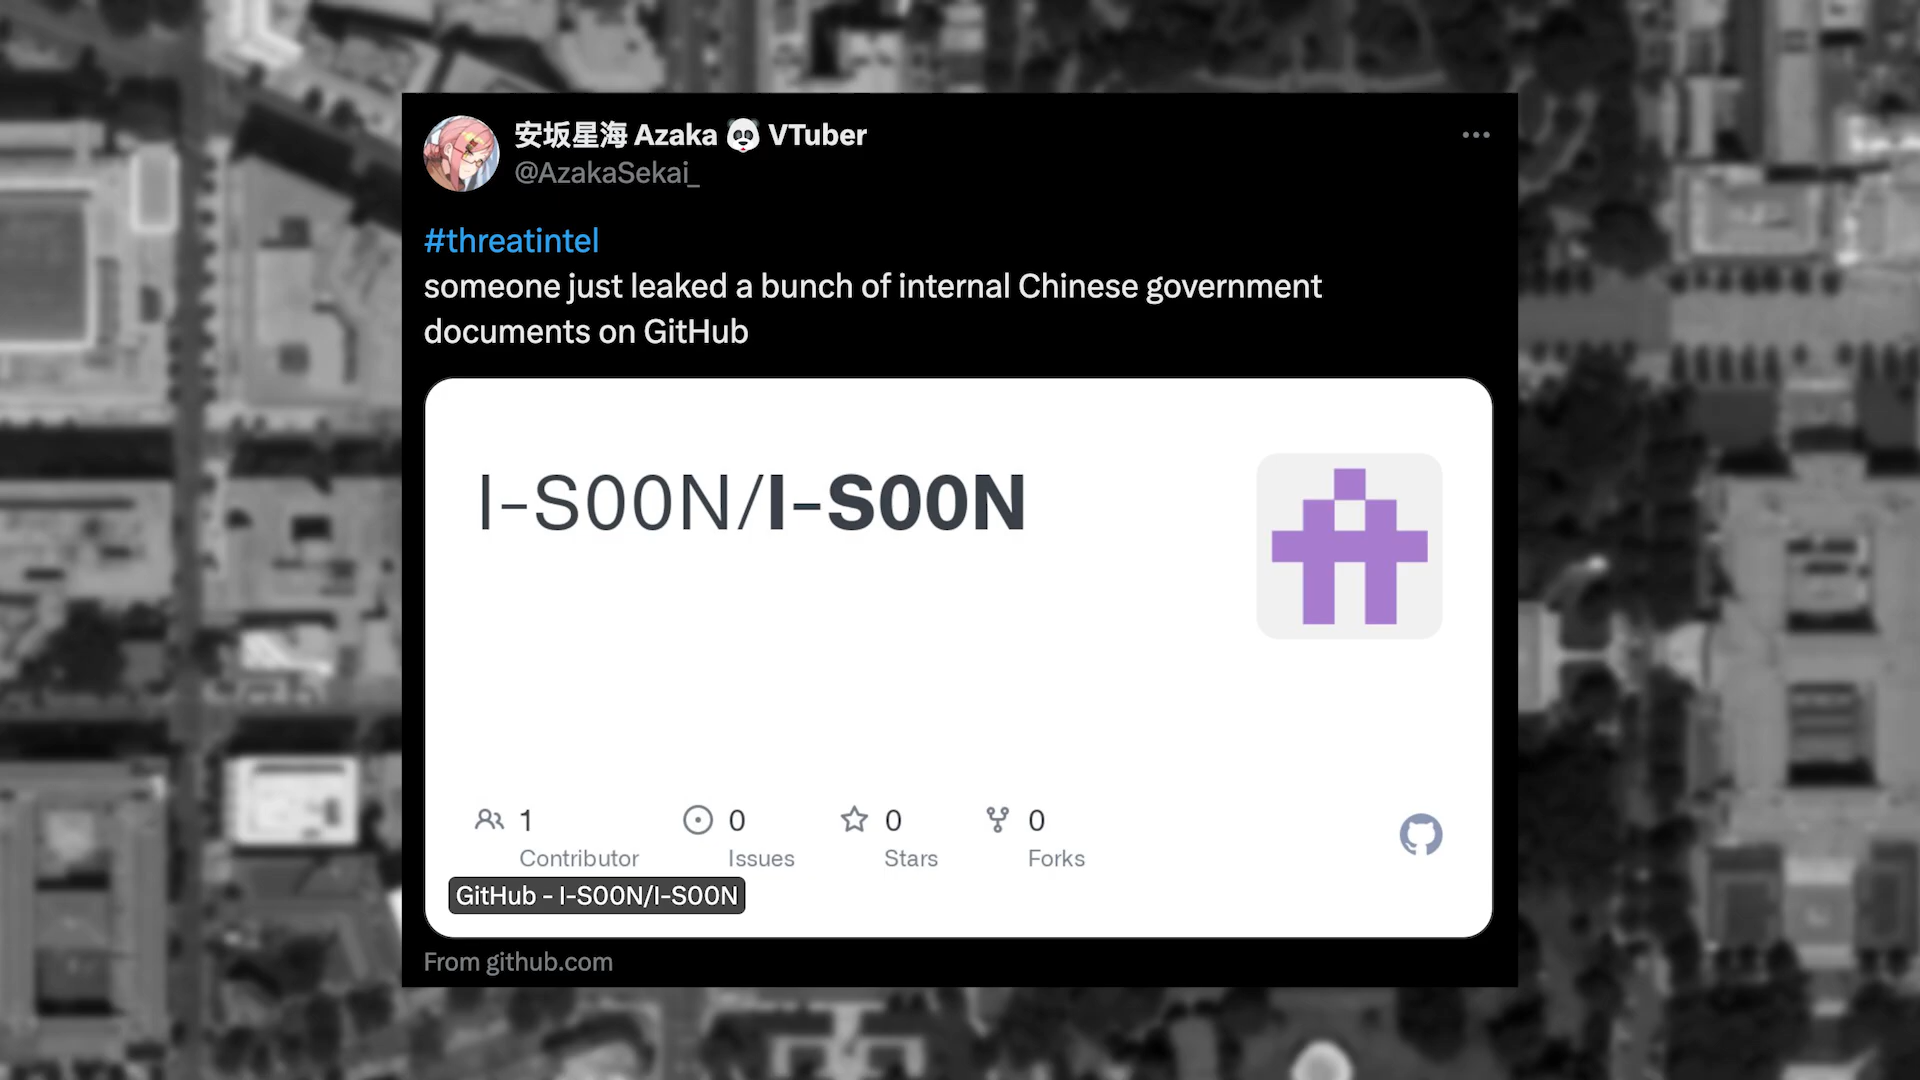 安坂星海 Azaka 🐼 VTuber
@AzakaSekai_
#threatintel
someone just leaked a bunch of internal Chinese government
documents on GitHub
I-S00N/I-S00N
1 0 0 0
Contributor Issues Stars Forks
GitHub - I-S00N/I-S00N
From github.com